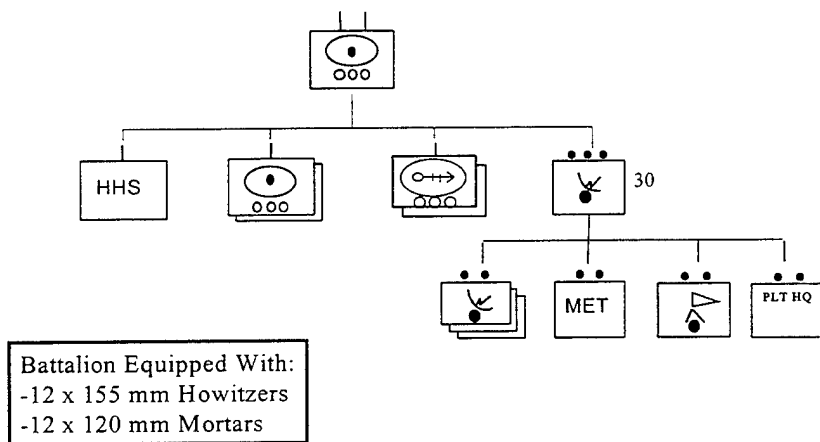 HHS
30
MET
PLT HQ
Battalion Equipped With:
-12 x 155 mm Howitzers
-12 x 120 mm Mortars